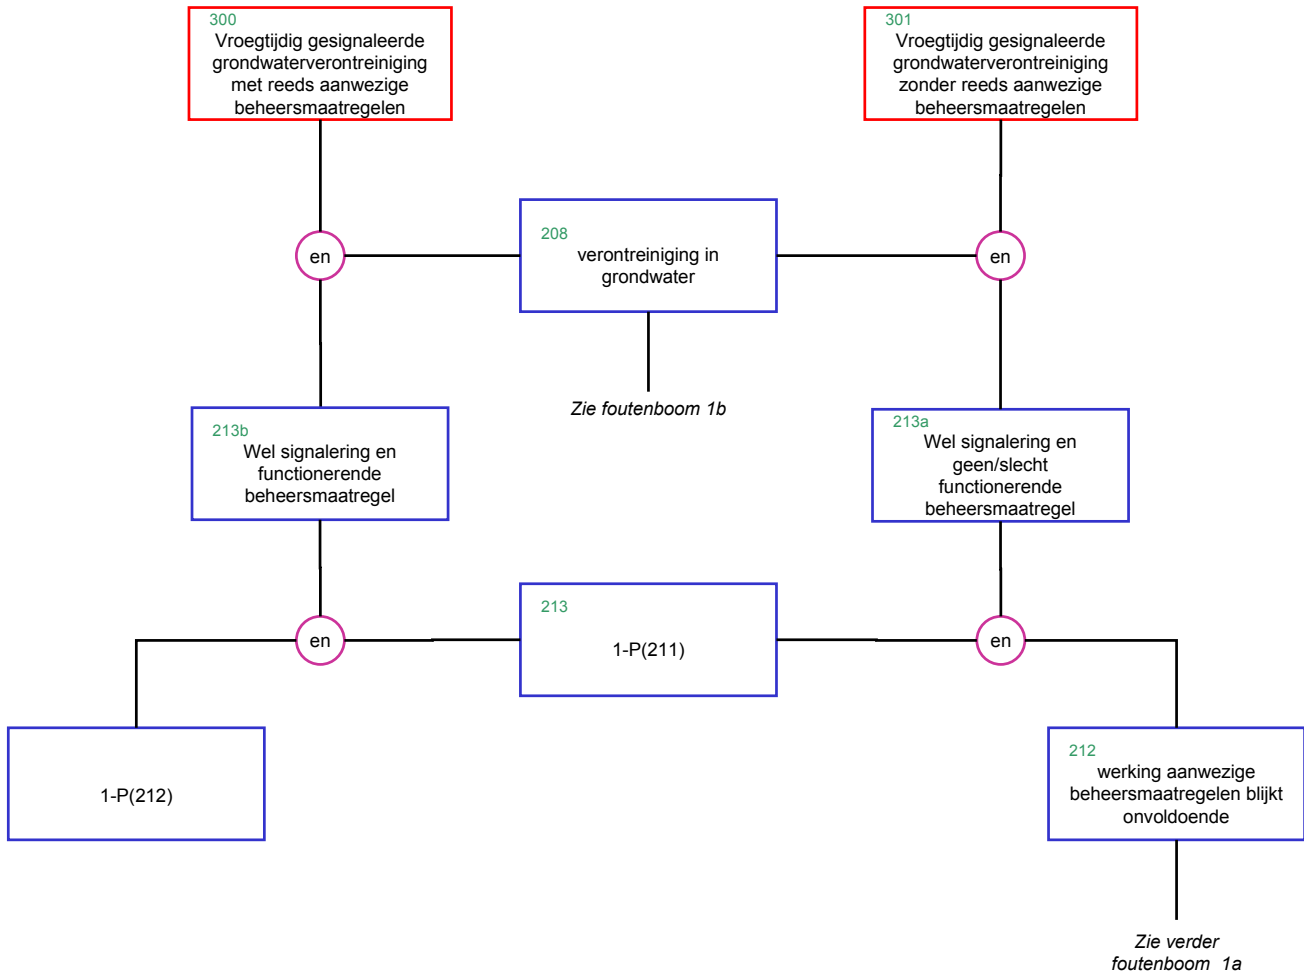 300
Vroegtijdig gesignaleerde
grondwaterverontreiniging
met reeds aanwezige
beheersmaatregelen
301
Vroegtijdig gesignaleerde
grondwaterverontreiniging
zonder reeds aanwezige
beheersmaatregelen
en
208
verontreiniging in
grondwater
en
Zie foutenboom 1b
213b
Wel signalering en
functionerende
beheersmaatregel
213a
Wel signalering en
geen/slecht
functionerende
beheersmaatregel
en
213
1-P(211)
en
1-P(212)
212
werking aanwezige
beheersmaatregelen blijkt
onvoldoende
Zie verder
foutenboom 1a